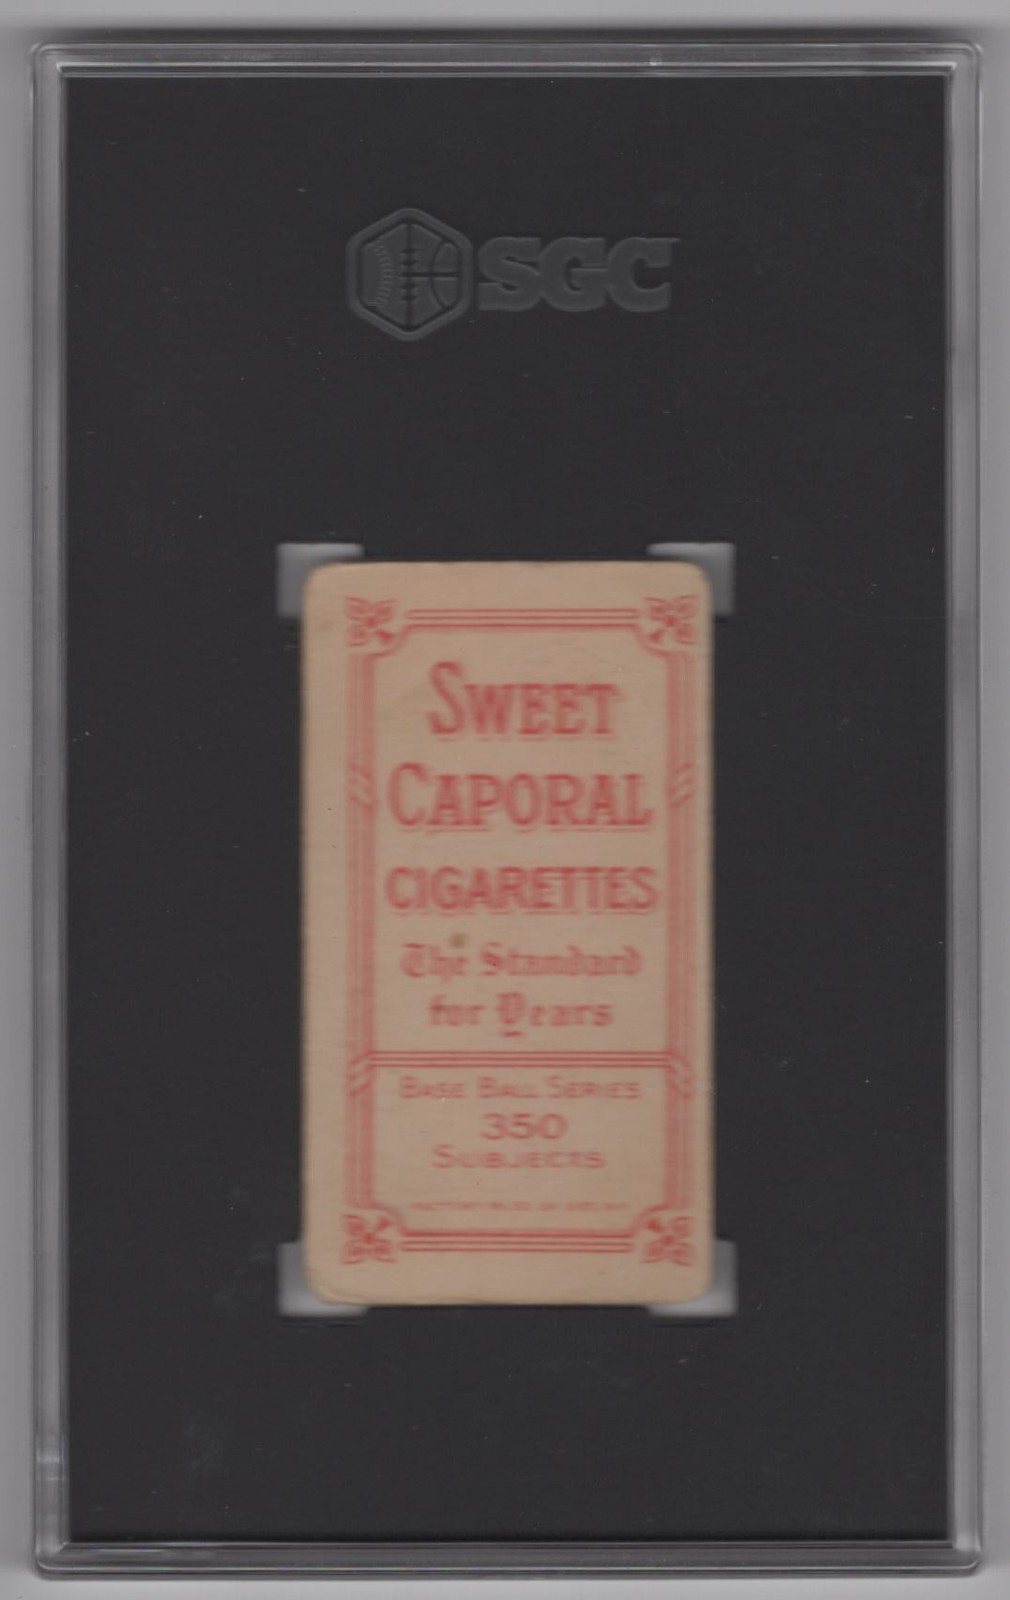 SGC
SWEET
CAPORAL
CIGARETTES
The Standard
for Years
BASE BALL SERIES
350
SUBJECTS